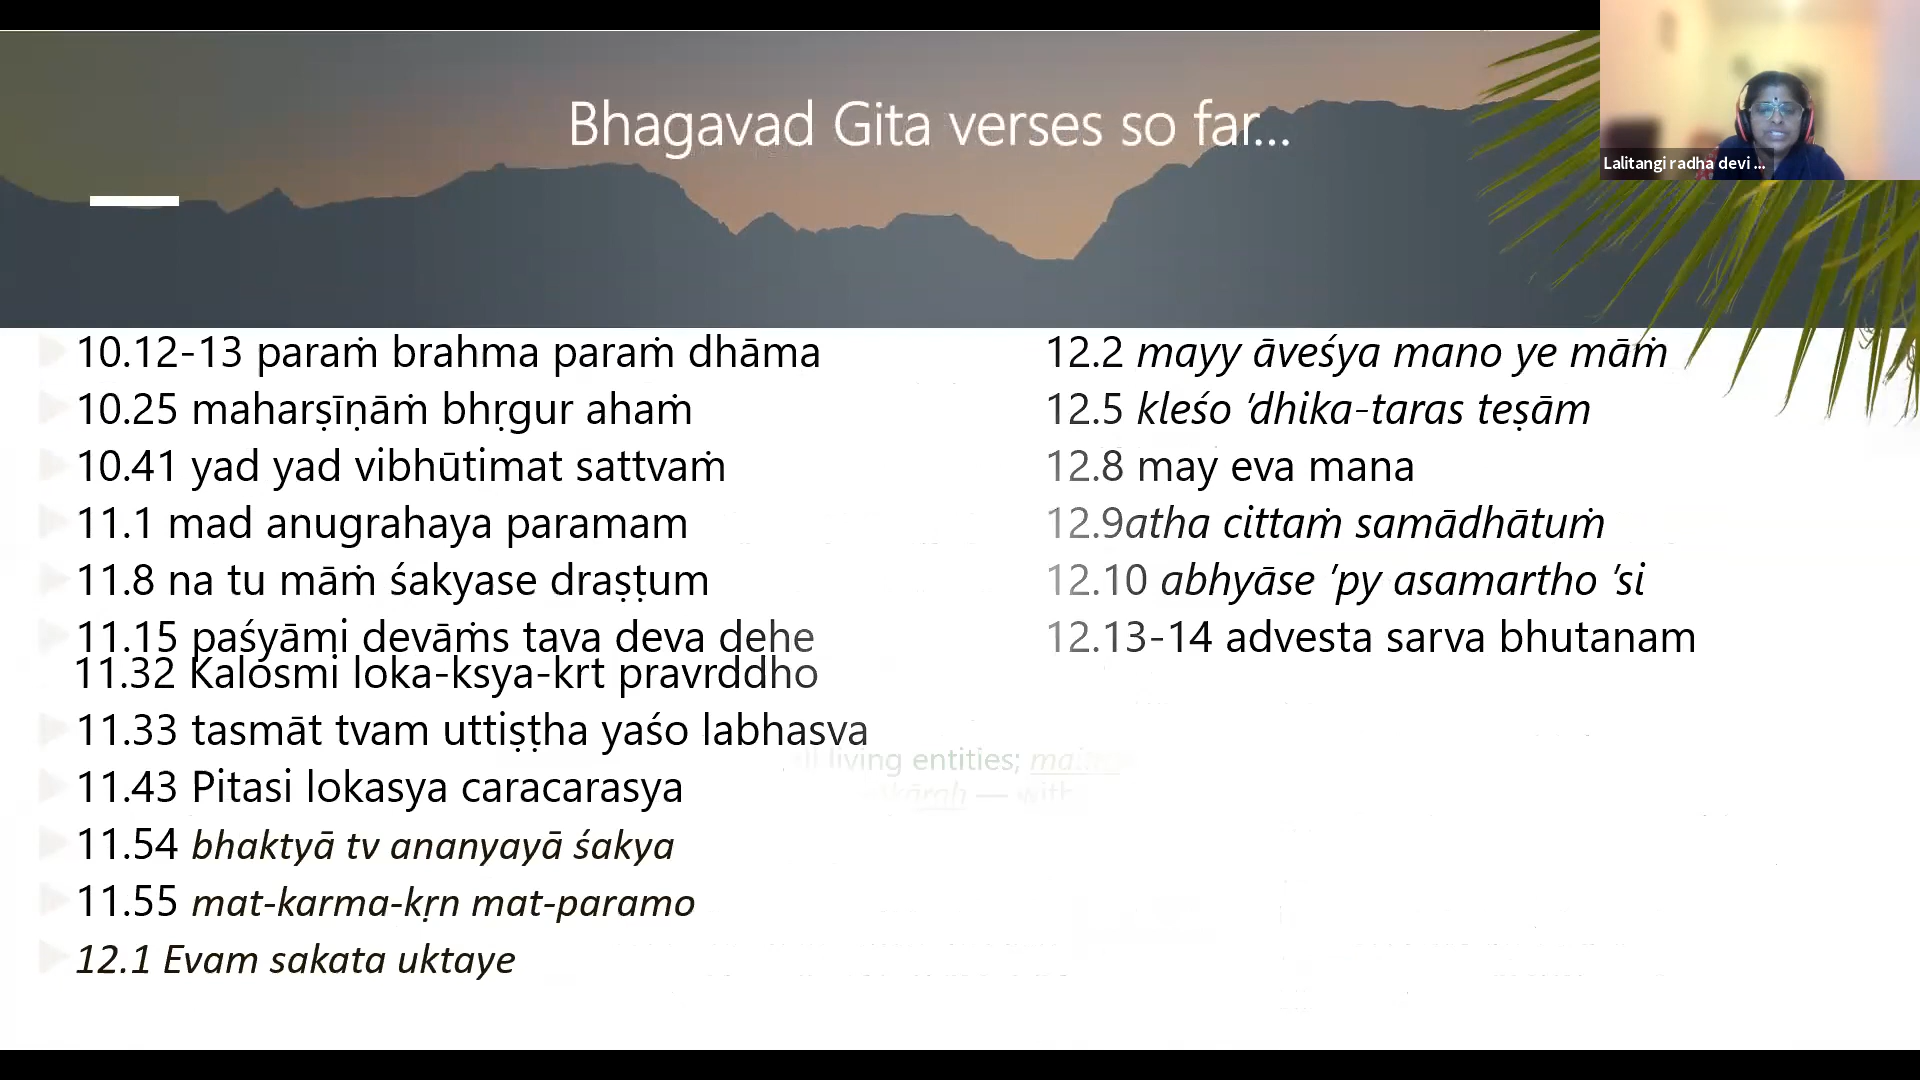 Bhagavad Gita verses so far...
Lalitangi radha devi ...
10.12-13 paraṁ brahma paraṁ dhāma
10.25 maharṣīṇāṁ bhṛgur ahaṁ
10.41 yad yad vibhūtimat sattvaṁ
11.1 mad anugrahaya paramam
11.8 na tu māṁ śakyase draṣṭum
11.15 paśyāmi devāṁs tava deva dehe
11.32 Kalosmi loka-ksya-krt pravrddho
11.33 tasmāt tvam uttiṣṭha yaśo labhasva
11.43 Pitasi lokasya caracarasya
11.54 bhaktyā tv ananyayā śakya
11.55 mat-karma-kṛn mat-paramo
12.1 Evam sakata uktaye
12.2 mayy āveśya mano ye māṁ
12.5 kleśo ’dhika-taras teṣām
12.8 may eva mana
12.9atha cittaṁ samādhātuṁ
12.10 abhyāse ’py asamartho ’si
12.13-14 advesta sarva bhutanam
living entities;
— with